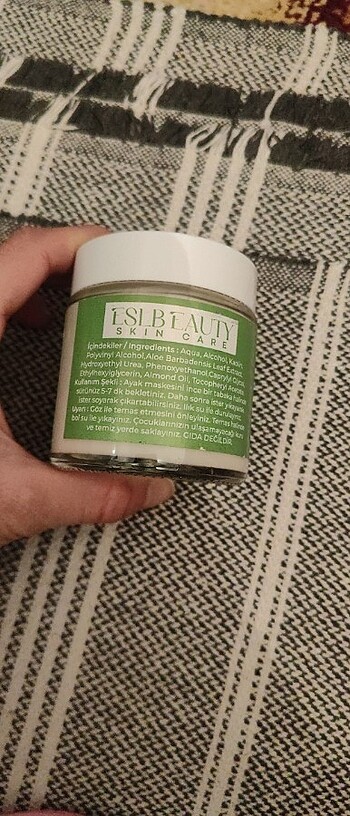 ESLBEAUTY
SKIN CARE
İçindekiler / Ingredients : Aqua, Alcohol, Kaolin,
Polyvinyl Alcohol, Aloe Barbadensis Leaf Extract,
Hydroxyethyl Urea, Phenoxyethanol Caprylyl Glycol,
Ethylhexylglycerin, Almond Oil, Tocopheryl Acetate
Kullanım Şekli : Ayak maskesini ince bir tabaka halinde
sürünüz 5-7 dk bekletiniz. Daha sonra ister yıkayarak,
ister soyarak çıkartabilirsiniz. Ilık su ile durulayınız.
Uyarı : Göz ile temas etmesini önleyiniz. Temas halinde
bol su ile yıkayınız. Çocuklarınızın ulaşamayacağı kuru
ve temiz yerde saklayınız. GIDA DEĞİLDİR.